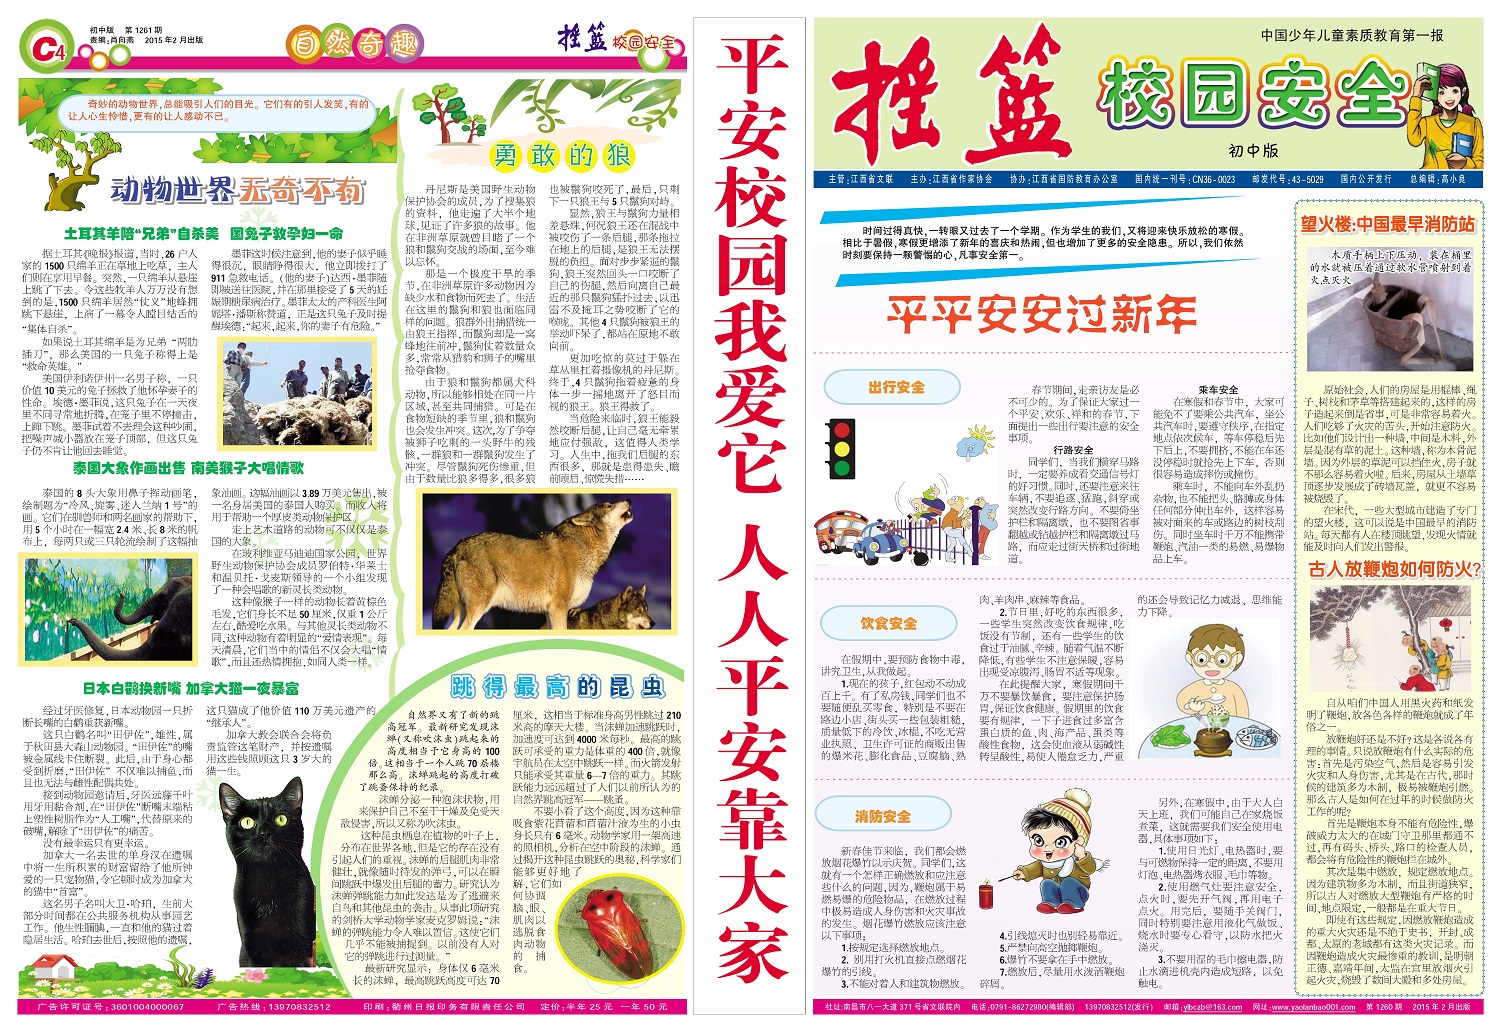 C4
初中版 第1261期
责编:肖向燕 2015年2月出版
自然奇趣
摇篮 校园安全
奇妙的动物世界,总能吸引人们的目光。它们有的引人发笑,有的
让人心生怜惜,更有的让人感动不已。
动物世界无奇不有
土耳其羊陪“兄弟”自杀美 国兔子救孕妇一命
据土耳其《晚报》报道,当时,26户人
家的1500只绵羊正在草地上吃草,主人
们则在享用早餐。突然,一只绵羊从悬崖
上跳了下去。令这些牧羊人万万没有想
到的是,1500只绵羊居然“仗义”地蜂拥
跳下悬崖,上演了一幕令人瞠目结舌的
“集体自杀”。
如果说土耳其绵羊是为兄弟“两肋
插刀”,那么美国的一只兔子称得上是
“救命英雄。”
美国伊利诺伊州一名男子称,一只
价值10美元的兔子拯救了他怀孕妻子的
性命。埃德·墨菲说,这只兔子在一天夜
里不同寻常地折腾,在笼子里不停撞击,
上蹿下跳。墨菲试着不去理会这种吵闹,
把噪声减小器放在笼子顶部,但这只兔
子仍不肯让他回去睡觉。
墨菲这时候注意到,他的妻子似乎睡
得很沉,眼睛睁得很大,他立即拨打了
911急救电话。(他的妻子)达西·墨菲随
即被送往医院,并在那里接受了5天的妊
娠期糖尿病治疗。墨菲太太的产科医生阿
妮塔·潘斯称赞道,正是这只兔子及时提
醒埃德:“起来,起来,你的妻子有危险。”
泰国大象作画出售 南美猴子大唱情歌
泰国的8头大象用鼻子挥动画笔,
绘制题为“冷风、旋雾、迷人兰纳1号”的
画。它们在驯兽师和两名画家的帮助下,
用5个小时在一幅宽2.4米、长8米的帆
布上,每两只或三只轮流绘制了这幅抽
象油画。这幅油画以3.89万美元售出,被
一名身居美国的泰国人购买。而收入将
用于帮助一个厚皮类动物保护区。
走上艺术道路的动物可不仅仅是泰
国的大象。
在玻利维亚马迪迪国家公园,世界
野生动物保护协会成员罗伯特·华莱士
和温贝托·戈麦斯领导的一个小组发现
了一种会唱歌的新灵长类动物。
这种像猴子一样的动物长着黄棕色
毛发,它们身长不足50厘米,仅重1公斤
左右,酷爱吃水果。与其他灵长类动物不
同,这种动物有着明显的“爱情表现”。每
天清晨,它们当中的情侣不仅会大唱“情
歌”,而且还热情拥抱,如同人类一样。
日本白鹳换新嘴 加拿大猫一夜暴富
经过牙医修复,日本动物园一只折
断长嘴的白鹤重获新嘴。
这只白鹤名叫“田伊佐”,雄性,属
于秋田县大森山动物园。“田伊佐”的嘴
被金属线卡住断裂。此后,由于身心都
受到折磨,“田伊佐” 不仅难以捕鱼,而
且也无法与雌性配偶共处。
接到动物园邀请后,牙医远藤千叶
用牙用黏合剂,在“田伊佐”断嘴末端粘
上塑性树脂作为“人工嘴”,代替原来的
破嘴,解除了“田伊佐”的痛苦。
没有最幸运只有更幸运。
加拿大一名去世的单身汉在遗嘱
中将一生所积累的财富留给了他所钟
爱的一只宠物猫,令它顿时成为加拿大
的猫中“首富”。
这名男子名叫大卫·哈珀,生前大
部分时间都在公共服务机构从事园艺
工作。他生性腼腆,一直和他的猫过着
隐居生活。哈珀去世后,按照他的遗嘱,
这只猫成了他价值110万美元遗产的
“继承人”。
加拿大教会联合会将负
责监管这笔财产,并按遗嘱
用这些钱照顾这只3岁大的
猫一生。
勇敢的狼
丹尼斯是美国野生动物
保护协会的成员,为了搜集狼
的资料,他走遍了大半个地
球,见证了许多狼的故事。他
在非洲草原就曾目睹了一个
狼和鬣狗交战的场面,至今难
以忘怀。
那是一个极度干旱的季
节,在非洲草原许多动物因为
缺少水和食物而死去了。生活
在这里的鬣狗和狼也面临同
样的问题。狼群外出捕猎统一
由狼王指挥,而鬣狗却是一窝
蜂地往前冲,鬣狗仗着数量众
多,常常从猎豹和狮子的嘴里
抢夺食物。
由于狼和鬣狗都属犬科
动物,所以能够相处在同一片
区域,甚至共同捕猎。可是在
食物短缺的季节里,狼和鬣狗
也会发生冲突。这次,为了争夺
被狮子吃剩的一头野牛的残
骸,一群狼和一群鬣狗发生了
冲突。尽管鬣狗死伤惨重,但
由于数量比狼多得多,很多狼
也被鬣狗咬死了,最后,只剩
下一只狼王与5只鬣狗对峙。
显然,狼王与鬣狗力量相
差悬殊,何况狼王还在混战中
被咬伤了一条后腿,那条拖拉
在地上的后腿,是狼王无法摆
脱的负担。面对步步紧逼的鬣
狗,狼王突然回头一口咬断了
自己的伤腿,然后向离自己最
近的那只鬣狗猛扑过去,以迅
雷不及掩耳之势咬断了它的
喉咙。其他4只鬣狗被狼王的
举动吓呆了,都站在原地不敢
向前。
更加吃惊的莫过于躲在
草丛里扛着摄像机的丹尼斯。
终于,4只鬣狗拖着疲惫的身
体一步一摇地离开了怒目而
视的狼王。狼王得救了。
当危险来临时,狼王能毅
然咬断后腿,让自己毫无牵累
地应付强敌,这值得人类学
习。人生中,拖我们后腿的东
西很多,那就是患得患失、瞻
前顾后、惊慌失措……
跳得最高的昆虫
自然界又有了新的跳
高冠军。最新研究发现沫
蝉(又称吹沫虫)跳起来的
高度相当于它身高的100
倍。这相当于一个人跳70层楼
那么高。沫蝉跳起的高度打破
了跳蚤保持的纪录。
沫蝉分泌一种泡沫状物,用
来保护自己不至于干燥及免受天
敌侵害,所以又称为吹沫虫。
这种昆虫栖息在植物的叶子上,
分布在世界各地,但是它的存在没有
引起人们的重视。沫蝉的后腿肌肉非常
健壮,就像随时待发的弹弓,可以在瞬
间跳跃中爆发出后腿的蓄力。研究认为
沫蝉弹跳能力如此发达是为了逃避来
自鸟和其他昆虫的袭击。从事此项研究
的剑桥大学动物学家麦克罗姆说:“沫
蝉的弹跳能力令人难以置信。这使它们
几乎不能被捕捉到。以前没有人对
它的弹跳进行过测量。”
最新研究显示:身体仅6毫米
长的沫蝉,最高跳跃高度可达70
厘米,这相当于标准身高男性跳过210
米高的摩天大楼。当沫蝉加速跳跃时,
加速度可达到4000米每秒。最高的跳
跃可承受的重力是体重的400倍,就像
宇航员在太空中跳跃一样,而火箭发射
只能承受其重量6—7倍的重力。其跳
跃能力远远超过了人们以前所认为的
自然界跳高冠军——跳蚤。
不要小看了这个高度,因为这种靠
吸食紫花苜蓿和苜蓿汁液为生的小虫
身长只有6毫米。动物学家用一架高速
的照相机,分析在空中阶段的沫蝉。通
过揭开这种昆虫跳跃的奥秘,科学家们
能够更好地了
解,它们如
何协调
脑、眼、
肌肉以
逃脱食
肉动物
的捕
食。
广告许可证号:3601004000067 广告热线:13970832512 印刷:衢州日报印务有限责任公司 定价:半年25元 一年50元
平安校园我爱它 人人平安靠大家
中国少年儿童素质教育第一报
摇篮
校园安全
初中版
主管:江西省文联 主办:江西省作家协会 协办:江西省国防教育办公室 国内统一刊号:CN36-0023 邮发代号:43-5029 国内公开发行 总编辑:高小良
时间过得真快,一转眼又过去了一个学期。作为学生的我们,又将迎来快乐放松的寒假。
相比于暑假,寒假更增添了新年的喜庆和热闹,但也增加了更多的安全隐患。所以,我们依然
时刻要保持一颗警惕的心,凡事安全第一。
平平安安过新年
出行安全
春节期间,走亲访友是必
不可少的。为了保证大家过一
个平安、欢乐、祥和的春节,下
面提出一些出行要注意的安全
事项。
行路安全
同学们,当我们横穿马路
时,一定要养成看交通信号灯
的好习惯。同时,还要注意来往
车辆,不要追逐、猛跑,斜穿或
突然改变行路方向。不要倚坐
护栏和隔离墩,也不要图省事
翻越或钻越护栏和隔离墩过马
路,而应走过街天桥和过街地
道。
乘车安全
在寒假和春节中,大家可
能免不了要乘公共汽车,坐公
共汽车时,要遵守秩序,在指定
地点依次候车,等车停稳后先
下后上,不要拥挤,不能在车还
没停稳时就抢先上下车,否则
很容易造成摔伤或撞伤。
乘车时,不能向车外乱扔
杂物,也不能把头、胳膊或身体
任何部分伸出车外,这样容易
被对面来的车或路边的树枝刮
伤。同时坐车时千万不能携带
鞭炮、汽油一类的易燃、易爆物
品上车。
饮食安全
在假期中,要预防食物中毒,
讲究卫生,从我做起。
1.现在的孩子,红包动不动成
百上千。有了私房钱,同学们也不
要随便乱买零食,特别是不要在
路边小店,街头买一些包装粗糙,
质量低下的冷饮、冰棍,不吃无营
业执照、卫生许可证的商贩出售
的爆米花,膨化食品、豆腐脑、熟
肉、羊肉串、麻辣等食品。
2.节日里,好吃的东西很多,
一些学生突然改变饮食规律,吃
饭没有节制,还有一些学生的饮
食过于油腻、辛辣。随着气温不断
降低,有些学生不注意保暖,容易
出现受凉腹泻、肠胃不适等现象。
在此提醒大家,寒假期间千
万不要暴饮暴食,要注意保护肠
胃,保证饮食健康。假期里的饮食
要有规律,一下子进食过多富含
蛋白质的鱼、肉、海产品、蛋类等
酸性食物,这会使血液从弱碱性
转呈酸性,易使人倦怠乏力,严重
的还会导致记忆力减退、思维能
力下降。
消防安全
新春佳节来临,我们都会燃
放烟花爆竹以示庆贺。同学们,这
就有一个怎样正确燃放和应注意
些什么的问题,因为,鞭炮属于易
燃易爆的危险物品,在燃放过程
中极易造成人身伤害和火灾事故
的发生。烟花爆竹燃放应该注意
以下事项。
1.按规定选择燃放地点。
2. 别用打火机直接点燃烟花
爆竹的引线。
3.不能对着人和建筑物燃放。
4.引线熄灭时也别轻易靠近。
5.严禁向高空抛掷鞭炮。
6.爆竹不要拿在手中燃放。
7.燃放后,尽量用水泼洒鞭炮
碎屑。
另外,在寒假中,由于大人白
天上班,我们可能自己在家烧饭
煮菜,这就需要我们安全使用电
器,具体事项如下:
1.使用日光灯、电热器时,要
与可燃物保持一定的距离,不要用
灯泡、电热器烤衣服、毛巾等物。
2.使用燃气灶要注意安全,
点火时,要先开气阀,再用电子
点火。用完后,要随手关阀门,
同时特别要注意用液化气做饭、
烧水时要专心看守,以防水把火
浇灭。
3.不要用湿的毛巾擦电器,防
止水滴进机壳内造成短路,以免
触电。
望火楼:中国最早消防站
木质手柄上下压动,装在桶里
的水就被压着通过胶水管喷射到着
火点灭火
原始社会,人们的房屋是用棍棒、绳
子、树枝和茅草等搭建起来的,这样的房
子造起来倒是省事,可是非常容易着火。
人们吃够了火灾的苦头,开始注意防火。
比如他们设计出一种墙,中间是木料,外
层是混有草的泥土。这种墙,称为木骨泥
墙。因为外层的草泥可以挡住火,房子就
不那么容易着火啦。后来,房屋从土墙草
顶逐步发展成了砖墙瓦盖,就更不容易
被烧毁了。
在宋代,一些大型城市建造了专门
的望火楼,这可以说是中国最早的消防
站。每天都有人在楼顶眺望,发现火情就
能及时向人们发出警报。
古人放鞭炮如何防火?
自从咱们中国人用黑火药和纸发
明了鞭炮,放各色各样的鞭炮就成了年
俗之一。
放鞭炮好还是不好?这是各说各有
理的事情。只说放鞭炮有什么实际的危
害:首先是污染空气,然后是容易引发
火灾和人身伤害,尤其是在古代,那时
候的建筑多为木制,极易被鞭炮引燃。
那么古人是如何在过年的时候做防火
工作的呢?
首先是鞭炮本身不能有危险性,爆
破威力太大的在城门守卫那里都通不
过,再有码头、桥头、路口的检查人员,
都会将有危险性的鞭炮拦在城外。
其次是集中燃放,规定燃放地点。
因为建筑物多为木制,而且街道狭窄,
所以古人对燃放大型鞭炮有严格的时
间、地点限定,一般都是在重大节日。
即使有这些规定,因燃放鞭炮造成
的重大火灾还是不绝于史书,开封、成
都、太原的老城都有这类火灾记录。而
因鞭炮造成火灾最惨重的教训,是明朝
正德、嘉靖年间,太监在宫里放烟火引
起火灾,烧毁了数间大殿和多处房屋。
社址:南昌市八一大道371号省文联院内 电话:0791-86272980(编辑部) 13970832512(发行) 邮箱:ylbczb@163.com 网址:www.yaolanbao001.com 第1260期 2015年2月出版